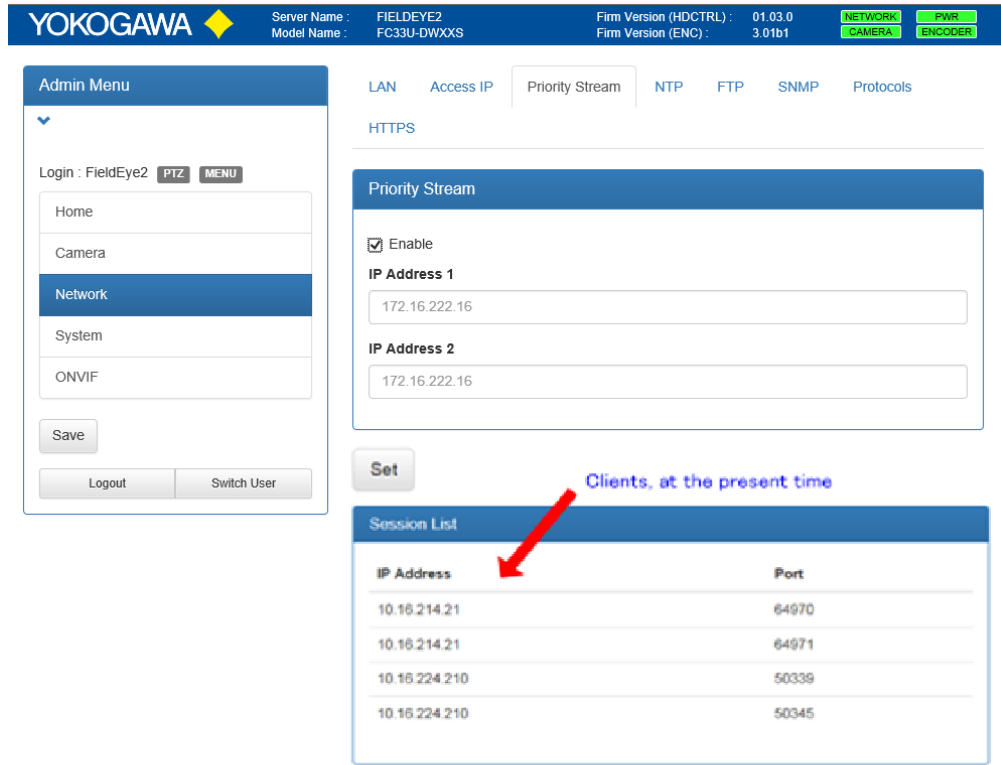 YOKOGAWA
Server Name : FIELDEYE2 Firm Version (HDCTRL) : 01.03.0 NETWORK PWR
Model Name : FC33U-DWXXS Firm Version (ENC) : 3.01b1 CAMERA ENCODER
Admin Menu
Login : FieldEye2 PTZ MENU
Home
Camera
Network
System
ONVIF
Save
Logout Switch User
LAN Access IP Priority Stream NTP FTP SNMP Protocols
HTTPS
Priority Stream
Enable
IP Address 1
172.16.222.16
IP Address 2
172.16.222.16
Set
Clients, at the present time
Session List
IP Address Port
10.16.214.21 64970
10.16.214.21 64971
10.16.224.210 50339
10.16.224.210 50345